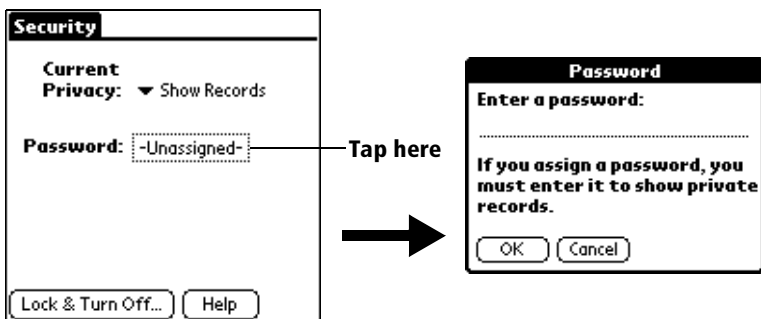 Security
Current
Privacy: Show Records
Password: -Unassigned-
Tap here
Lock & Turn Off... Help
Password
Enter a password:
If you assign a password, you
must enter it to show private
records.
OK Cancel